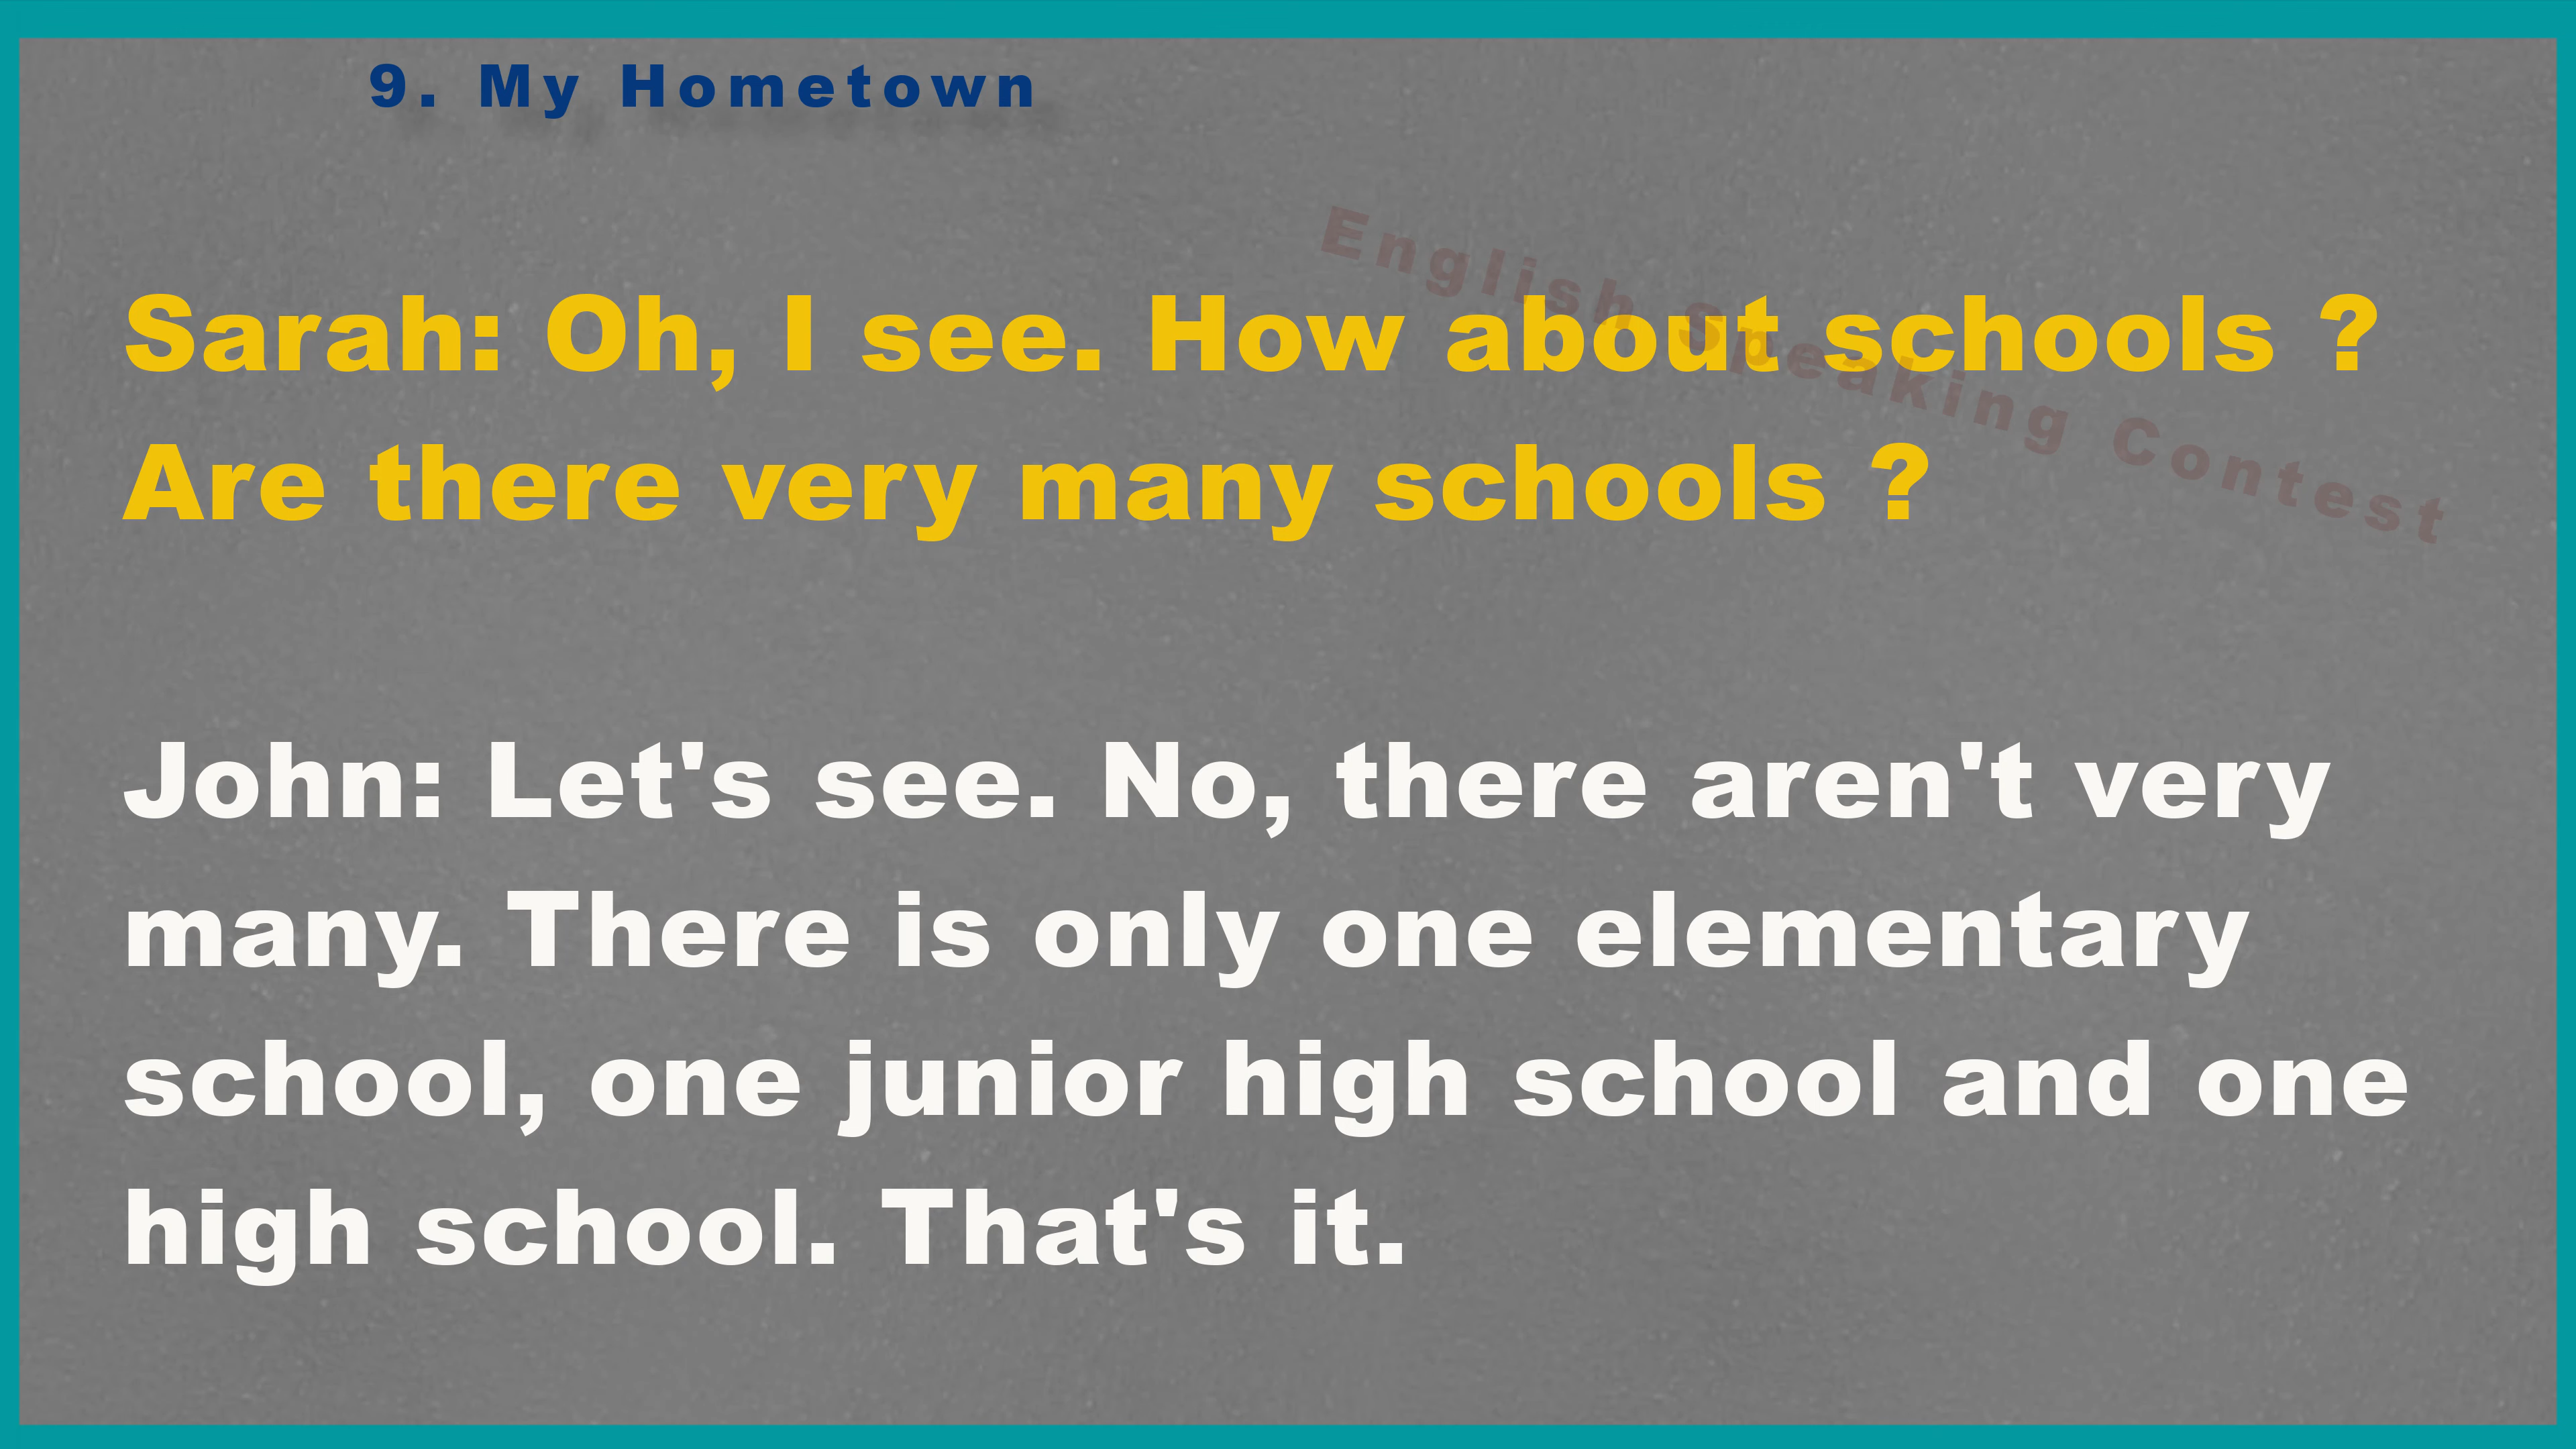 9. My Hometown
English Speaking Contest
Sarah: Oh, I see. How about schools ?
Are there very many schools ?
John: Let's see. No, there aren't very
many. There is only one elementary
school, one junior high school and one
high school. That's it.